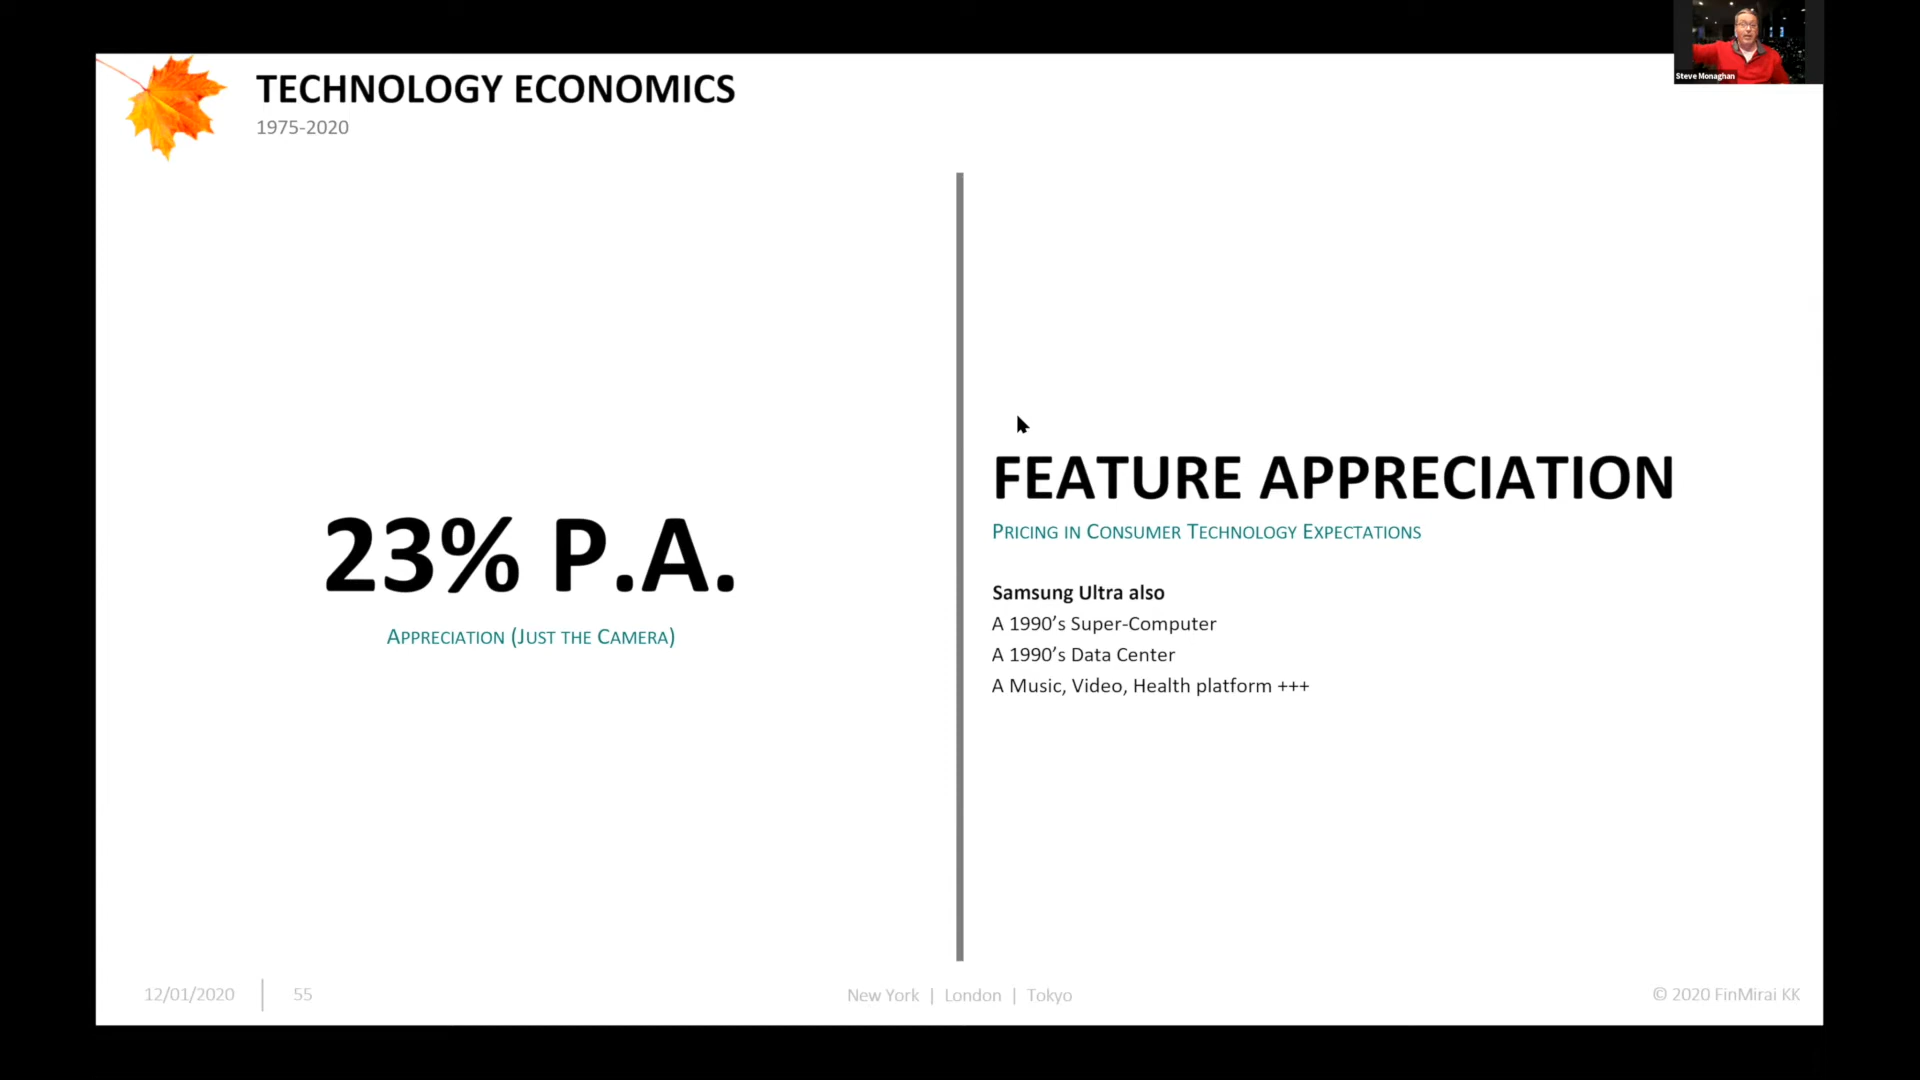 Steve Monaghan
TECHNOLOGY ECONOMICS
1975-2020
23% P.A.
APPRECIATION (JUST THE CAMERA)
FEATURE APPRECIATION
PRICING IN CONSUMER TECHNOLOGY EXPECTATIONS
Samsung Ultra also
A 1990’s Super-Computer
A 1990’s Data Center
A Music, Video, Health platform +++
12/01/2020 | 55
New York | London | Tokyo
© 2020 FinMirai KK